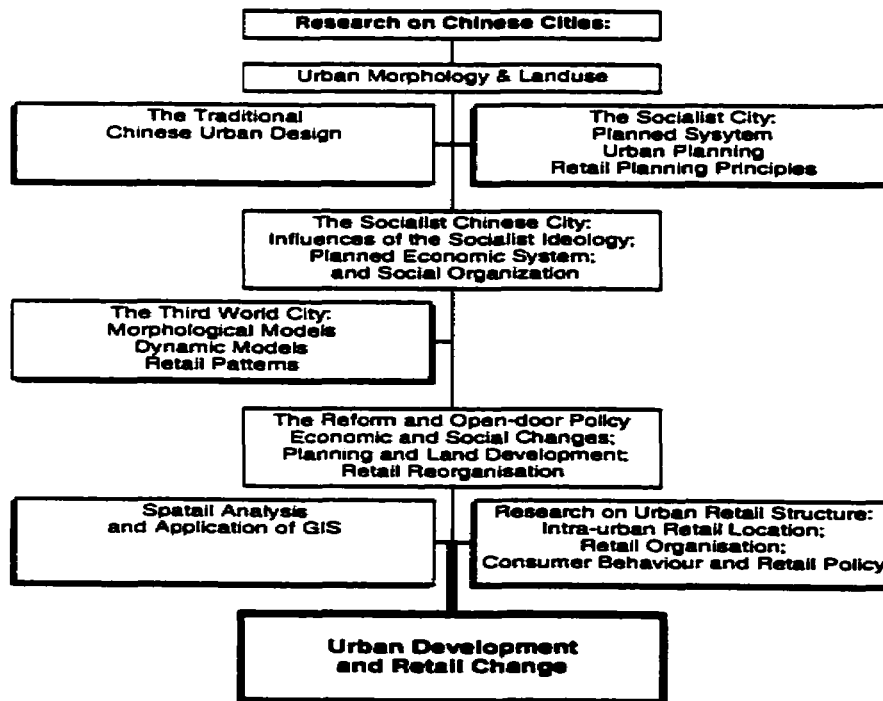 Research on Chinese Cities:
Urban Morphology & Landuse
The Traditional
Chinese Urban Design
The Socialist City:
Planned Sysytem
Urban Planning
Retail Planning Principles
The Socialist Chinese City:
Influences of the Socialist Ideology;
Planned Economic System;
and Social Organization
The Third World City:
Morphological Models
Dynamic Models
Retail Patterns
The Reform and Open-door Policy
Economic and Social Changes;
Planning and Land Development;
Retail Reorganisation
Spatail Analysis
and Application of GIS
Research on Urban Retail Structure:
Intra-urban Retail Location;
Retail Organisation;
Consumer Behaviour and Retail Policy
Urban Development
and Retail Change